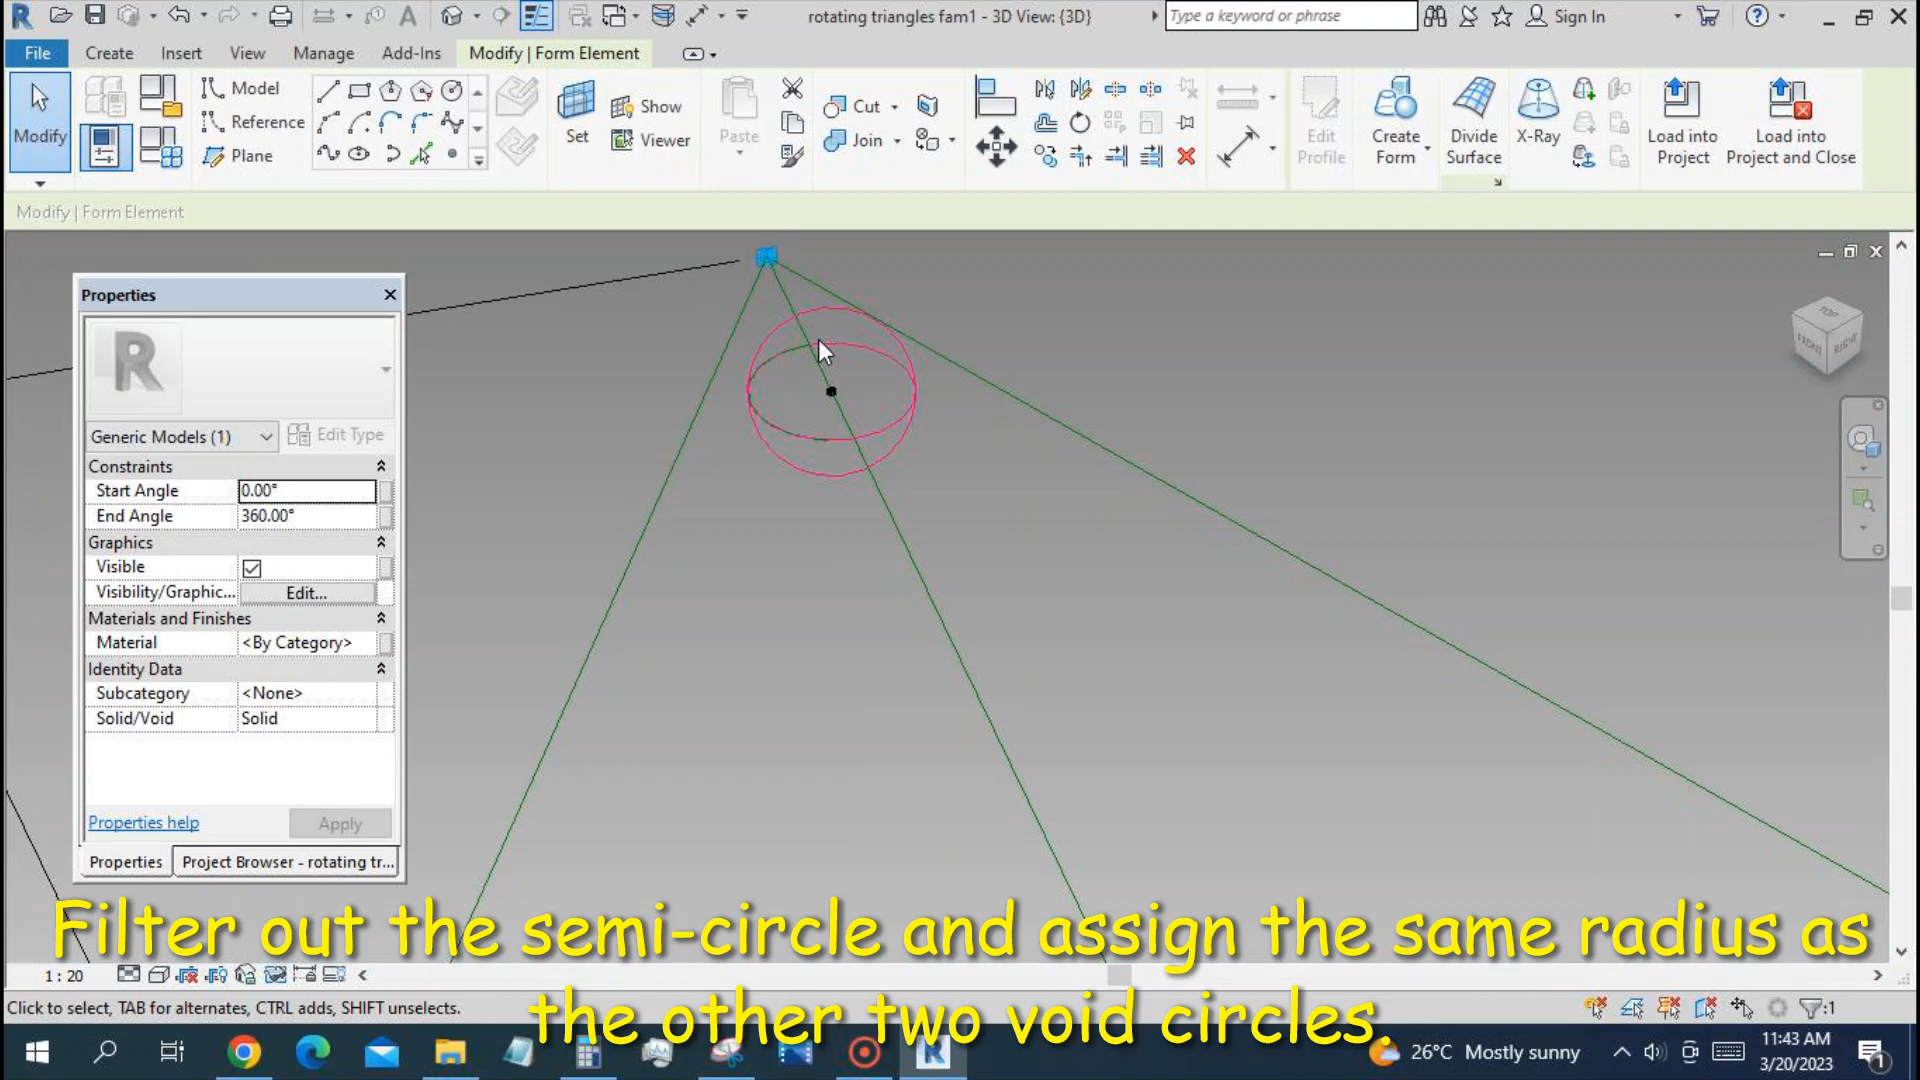 rotating triangles fam1 - 3D View: {3D}
Type a keyword or phrase
Sign In
File Create Insert View Manage Add-Ins Modify | Form Element
Modify
Model
Reference
Plane
Set
Show
Viewer
Paste
Cut
Join
Edit Profile
Create Form
Divide Surface
X-Ray
Load into Project
Load into Project and Close
Modify | Form Element
Properties
R
Generic Models (1) Edit Type
Constraints
Start Angle 0.00°
End Angle 360.00°
Graphics
Visible
Visibility/Graphic... Edit...
Materials and Finishes
Material <By Category>
Identity Data
Subcategory <None>
Solid/Void Solid
Properties help Apply
Properties Project Browser - rotating tr...
TOP
FRONT RIGHT
Filter out the semi-circle and assign the same radius as
the other two void circles.
1 : 20
Click to select, TAB for alternates, CTRL adds, SHIFT unselects.
:1
26°C Mostly sunny
11:43 AM
3/20/2023
1